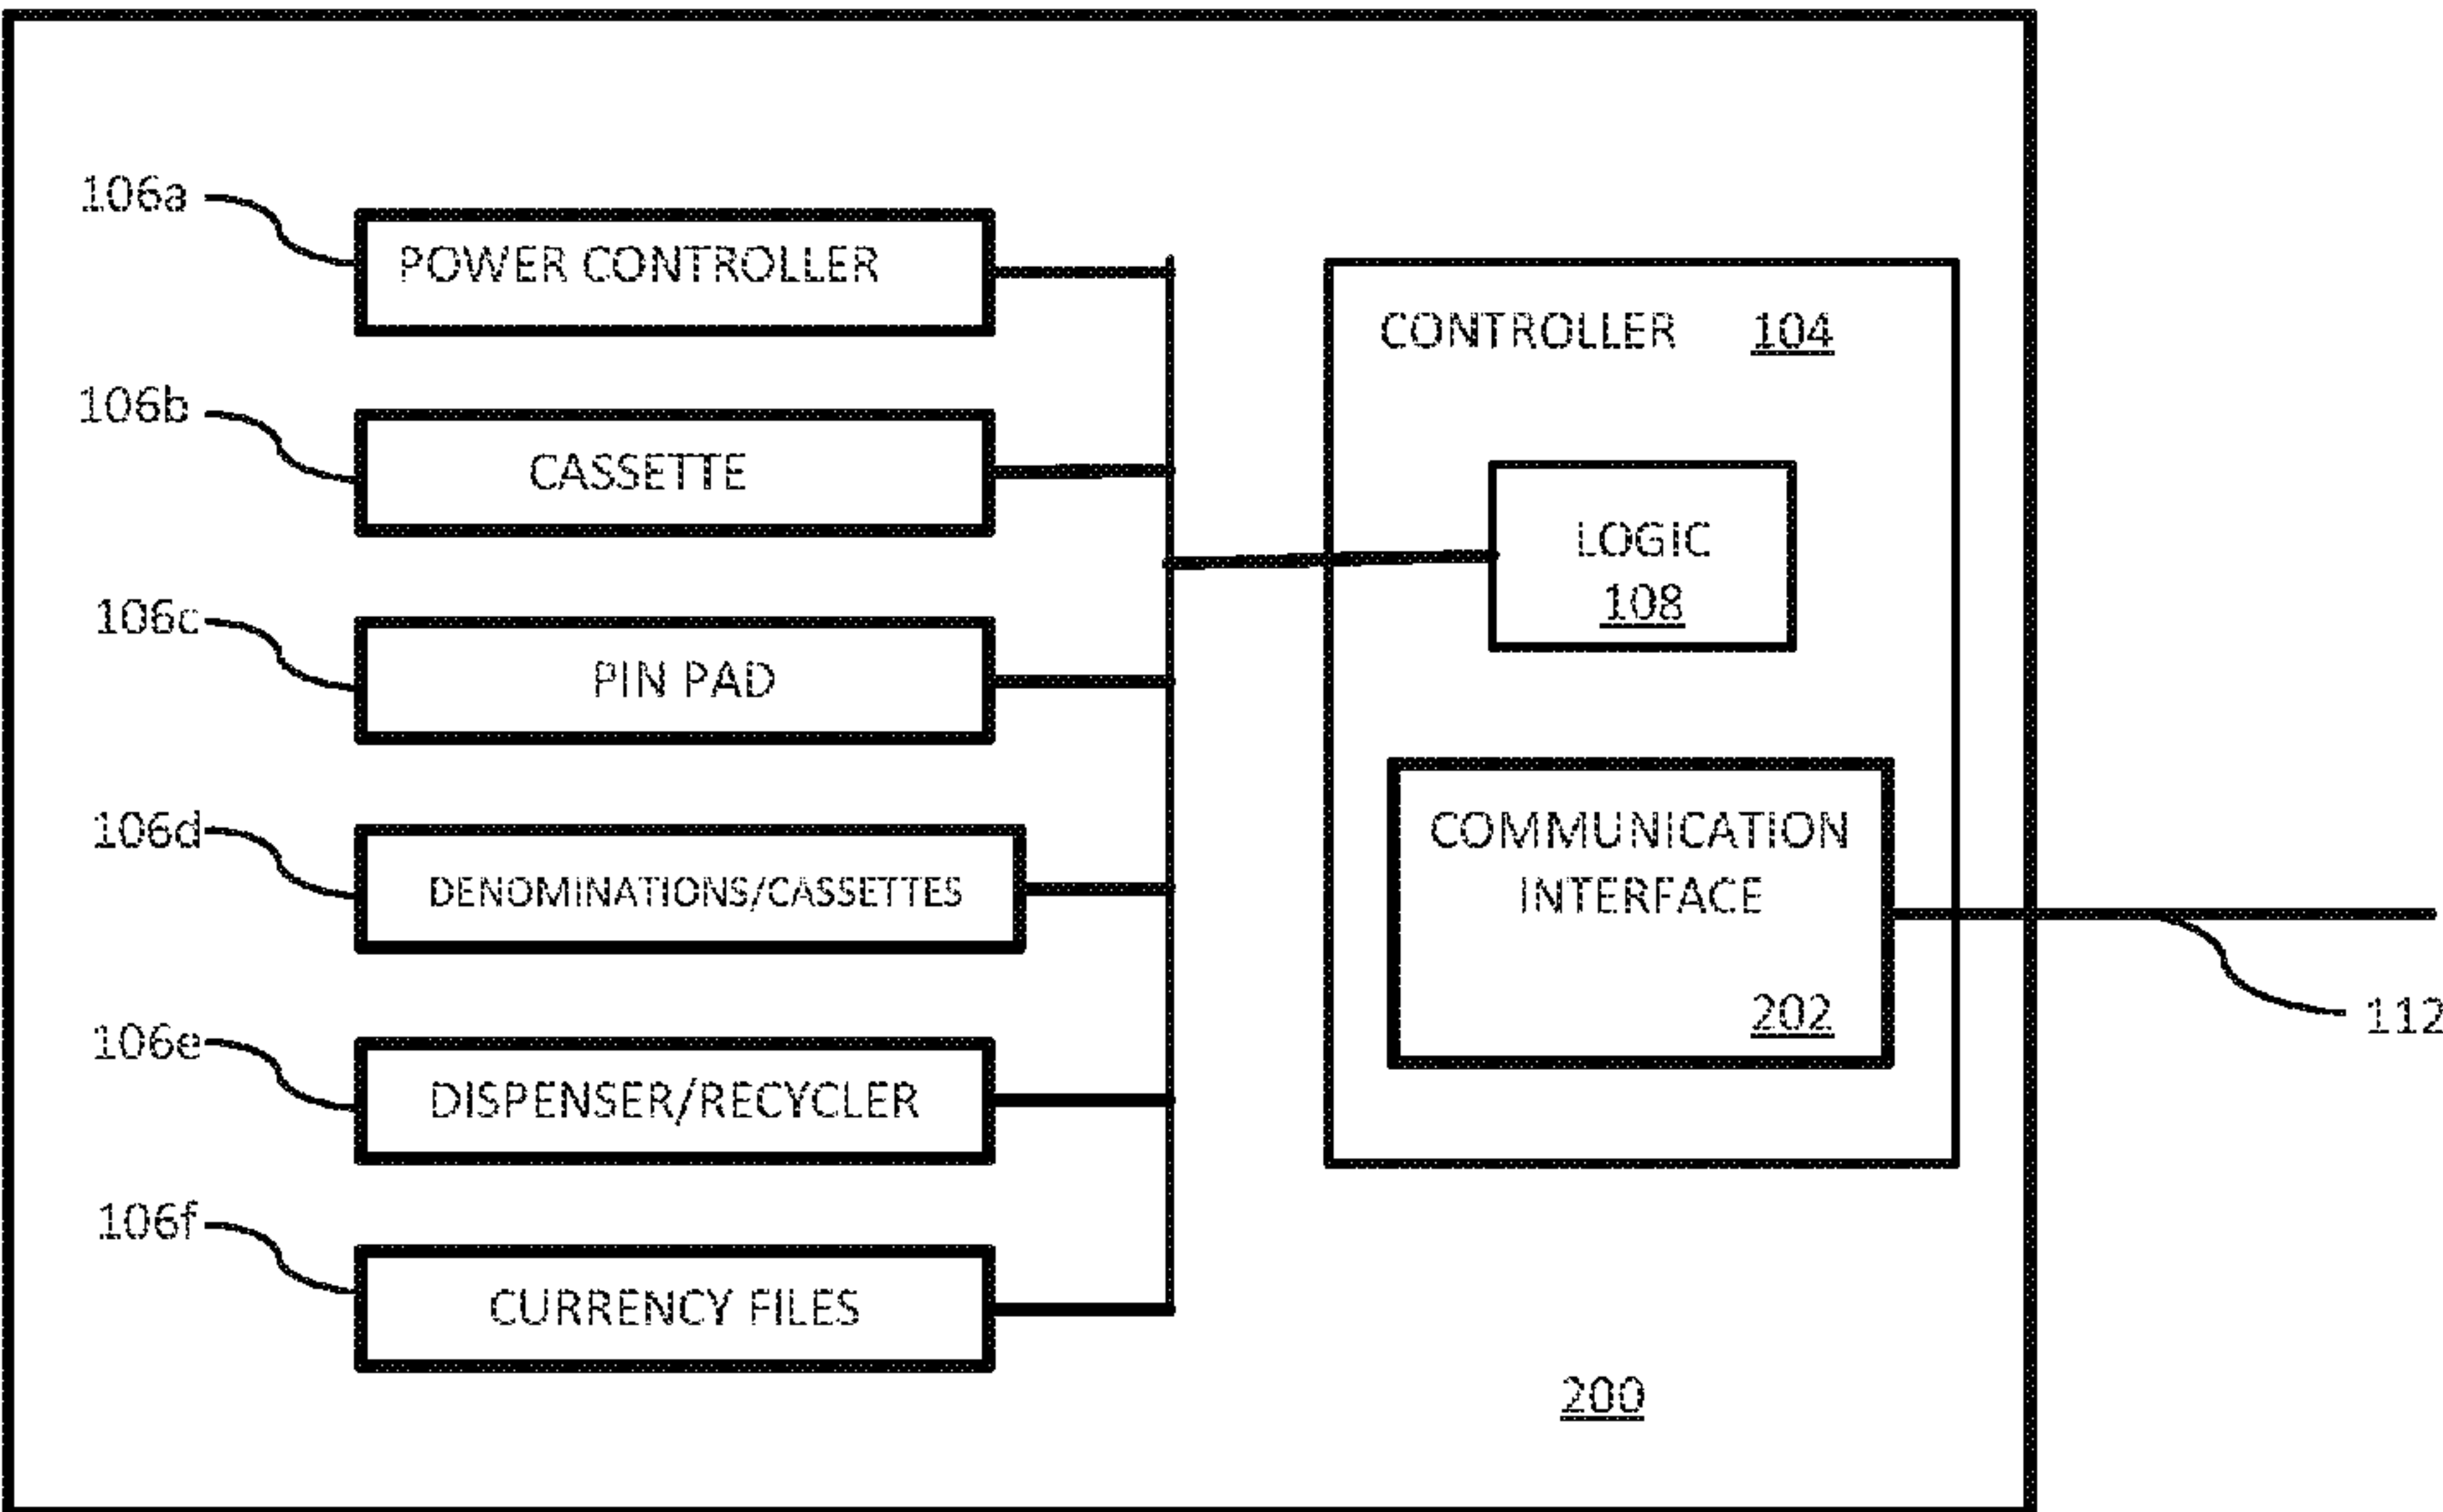 106a
POWER CONTROLLER
106b
CASSETTE
106c
PIN PAD
106d
DENOMINATIONS/CASSETTES
106e
DISPENSER/RECYCLER
106f
CURRENCY FILES
CONTROLLER 104
LOGIC
108
COMMUNICATION
INTERFACE
202
112
200